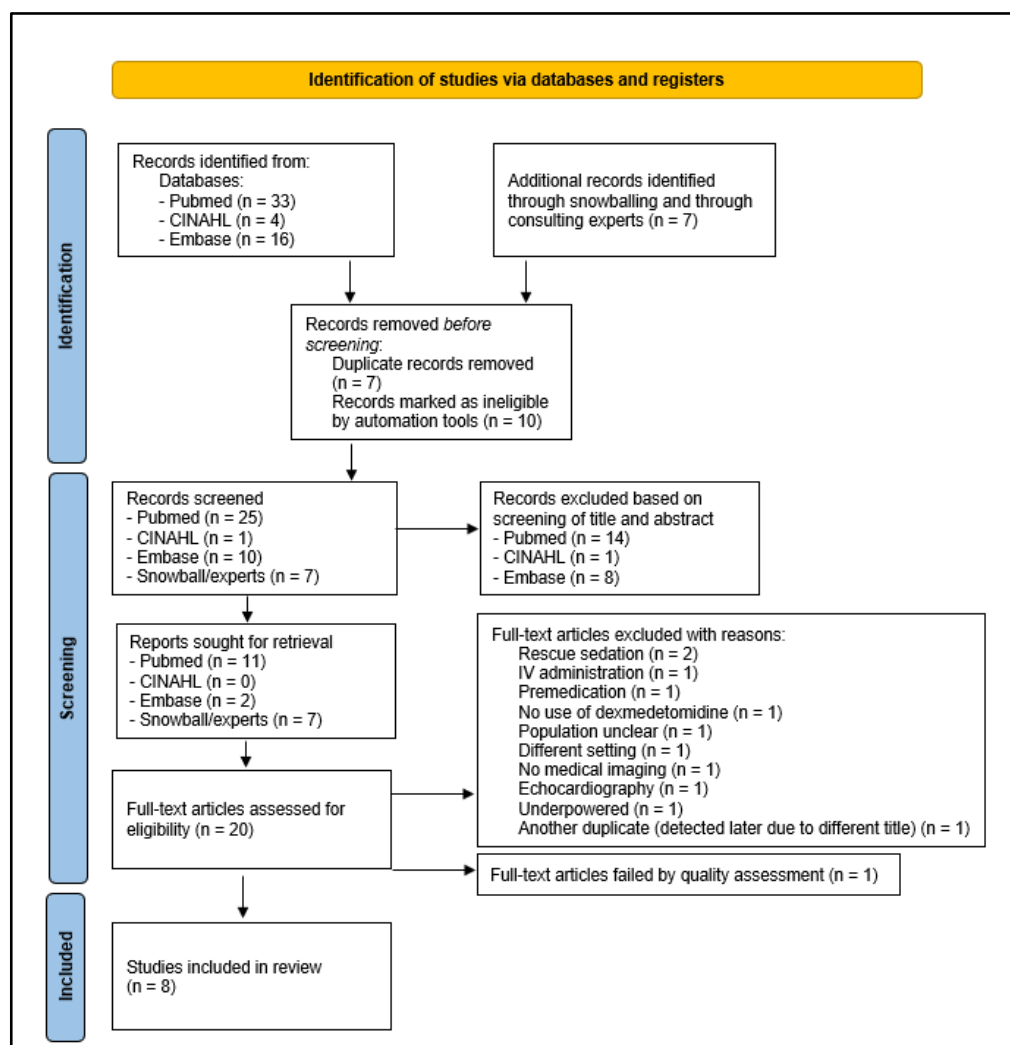 Identification of studies via databases and registers
Identification
Records identified from:
Databases:
- Pubmed (n = 33)
- CINAHL (n = 4)
- Embase (n = 16)
Additional records identified
through snowballing and through
consulting experts (n = 7)
Records removed before
screening:
Duplicate records removed
(n = 7)
Records marked as ineligible
by automation tools (n = 10)
Screening
Records screened
- Pubmed (n = 25)
- CINAHL (n = 1)
- Embase (n = 10)
- Snowball/experts (n = 7)
Records excluded based on
screening of title and abstract
- Pubmed (n = 14)
- CINAHL (n = 1)
- Embase (n = 8)
Reports sought for retrieval
- Pubmed (n = 11)
- CINAHL (n = 0)
- Embase (n = 2)
- Snowball/experts (n = 7)
Full-text articles excluded with reasons:
Rescue sedation (n = 2)
IV administration (n = 1)
Premedication (n = 1)
No use of dexmedetomidine (n = 1)
Population unclear (n = 1)
Different setting (n = 1)
No medical imaging (n = 1)
Echocardiography (n = 1)
Underpowered (n = 1)
Another duplicate (detected later due to different title) (n = 1)
Full-text articles assessed for
eligibility (n = 20)
Full-text articles failed by quality assessment (n = 1)
Included
Studies included in review
(n = 8)